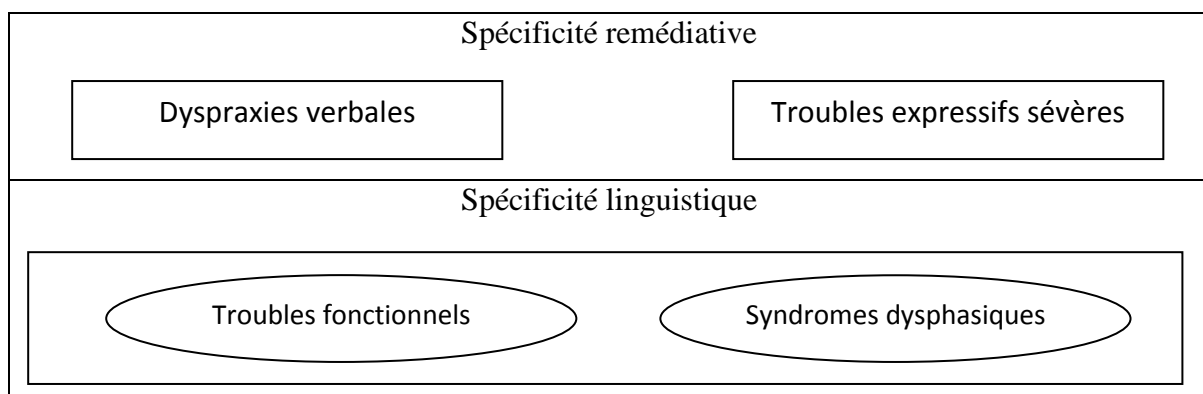 Spécificité remédiative
Dyspraxies verbales
Troubles expressifs sévères
Spécificité linguistique
Troubles fonctionnels
Syndromes dysphasiques